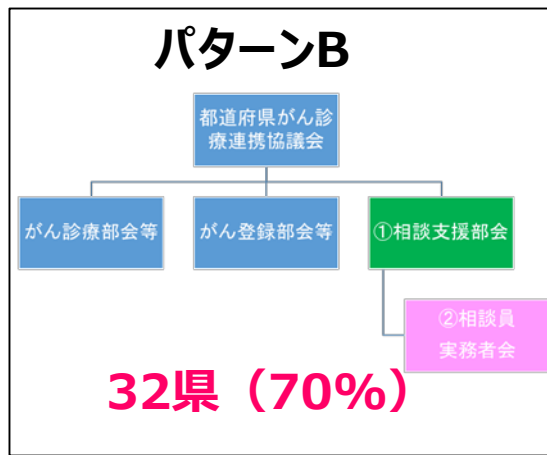 パターンB
都道府県がん診
療連携協議会
がん診療部会等
がん登録部会等
①相談支援部会
②相談員
実務者会
32県（70%）